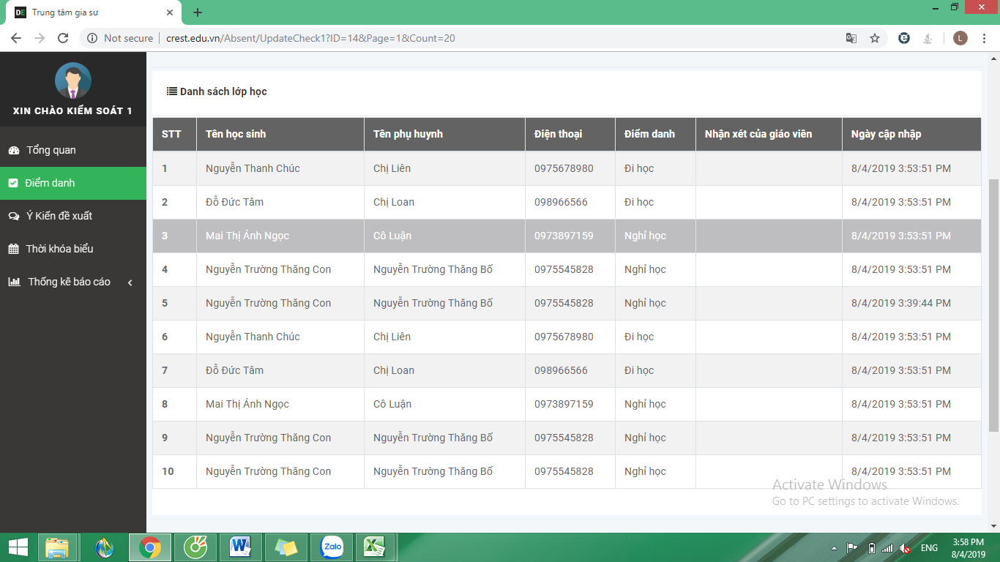 DE Trung tâm gia sư
Not secure | crest.edu.vn/Absent/UpdateCheck1?ID=14&Page=1&Count=20
L
XIN CHÀO KIỂM SOÁT 1
Tổng quan
Điểm danh
Ý Kiến đề xuất
Thời khóa biểu
Thống kê báo cáo
Danh sách lớp học
STT Tên học sinh Tên phụ huynh Điện thoại Điểm danh Nhận xét của giáo viên Ngày cập nhập
1 Nguyễn Thanh Chúc Chị Liên 0975678980 Đi học 8/4/2019 3:53:51 PM
2 Đỗ Đức Tâm Chị Loan 098966566 Đi học 8/4/2019 3:53:51 PM
3 Mai Thị Ánh Ngọc Cô Luận 0973897159 Nghỉ học 8/4/2019 3:53:51 PM
4 Nguyễn Trường Thăng Con Nguyễn Trường Thăng Bố 0975545828 Nghỉ học 8/4/2019 3:53:51 PM
5 Nguyễn Trường Thăng Con Nguyễn Trường Thăng Bố 0975545828 Nghỉ học 8/4/2019 3:39:44 PM
6 Nguyễn Thanh Chúc Chị Liên 0975678980 Đi học 8/4/2019 3:53:51 PM
7 Đỗ Đức Tâm Chị Loan 098966566 Đi học 8/4/2019 3:53:51 PM
8 Mai Thị Ánh Ngọc Cô Luận 0973897159 Nghỉ học 8/4/2019 3:53:51 PM
9 Nguyễn Trường Thăng Con Nguyễn Trường Thăng Bố 0975545828 Nghỉ học 8/4/2019 3:53:51 PM
10 Nguyễn Trường Thăng Con Nguyễn Trường Thăng Bố 0975545828 Nghỉ học 8/4/2019 3:53:51 PM
Activate Windows
Go to PC settings to activate Windows.
Zalo
ENG
3:58 PM
8/4/2019